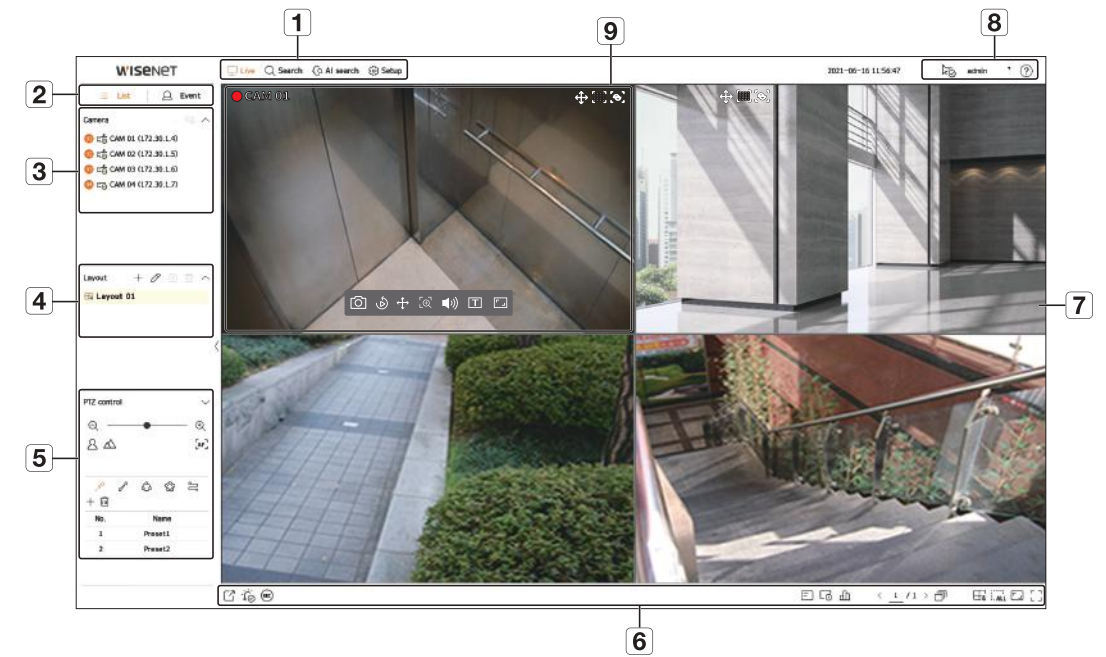 1
9
8
WISENET
Live Search AI search Setup
2021-06-16 11:56:47
admin
2
List
Event
CAM 01
Camera
CAM 01 (172.30.1.4)
CAM 02 (172.30.1.5)
3
CAM 03 (172.30.1.6)
CAM 04 (172.30.1.7)
Layout
4
Layout 01
T
7
PTZ control
AF
5
No. Name
1 Preset1
2 Preset2
REC
1 / 1
ALL
6